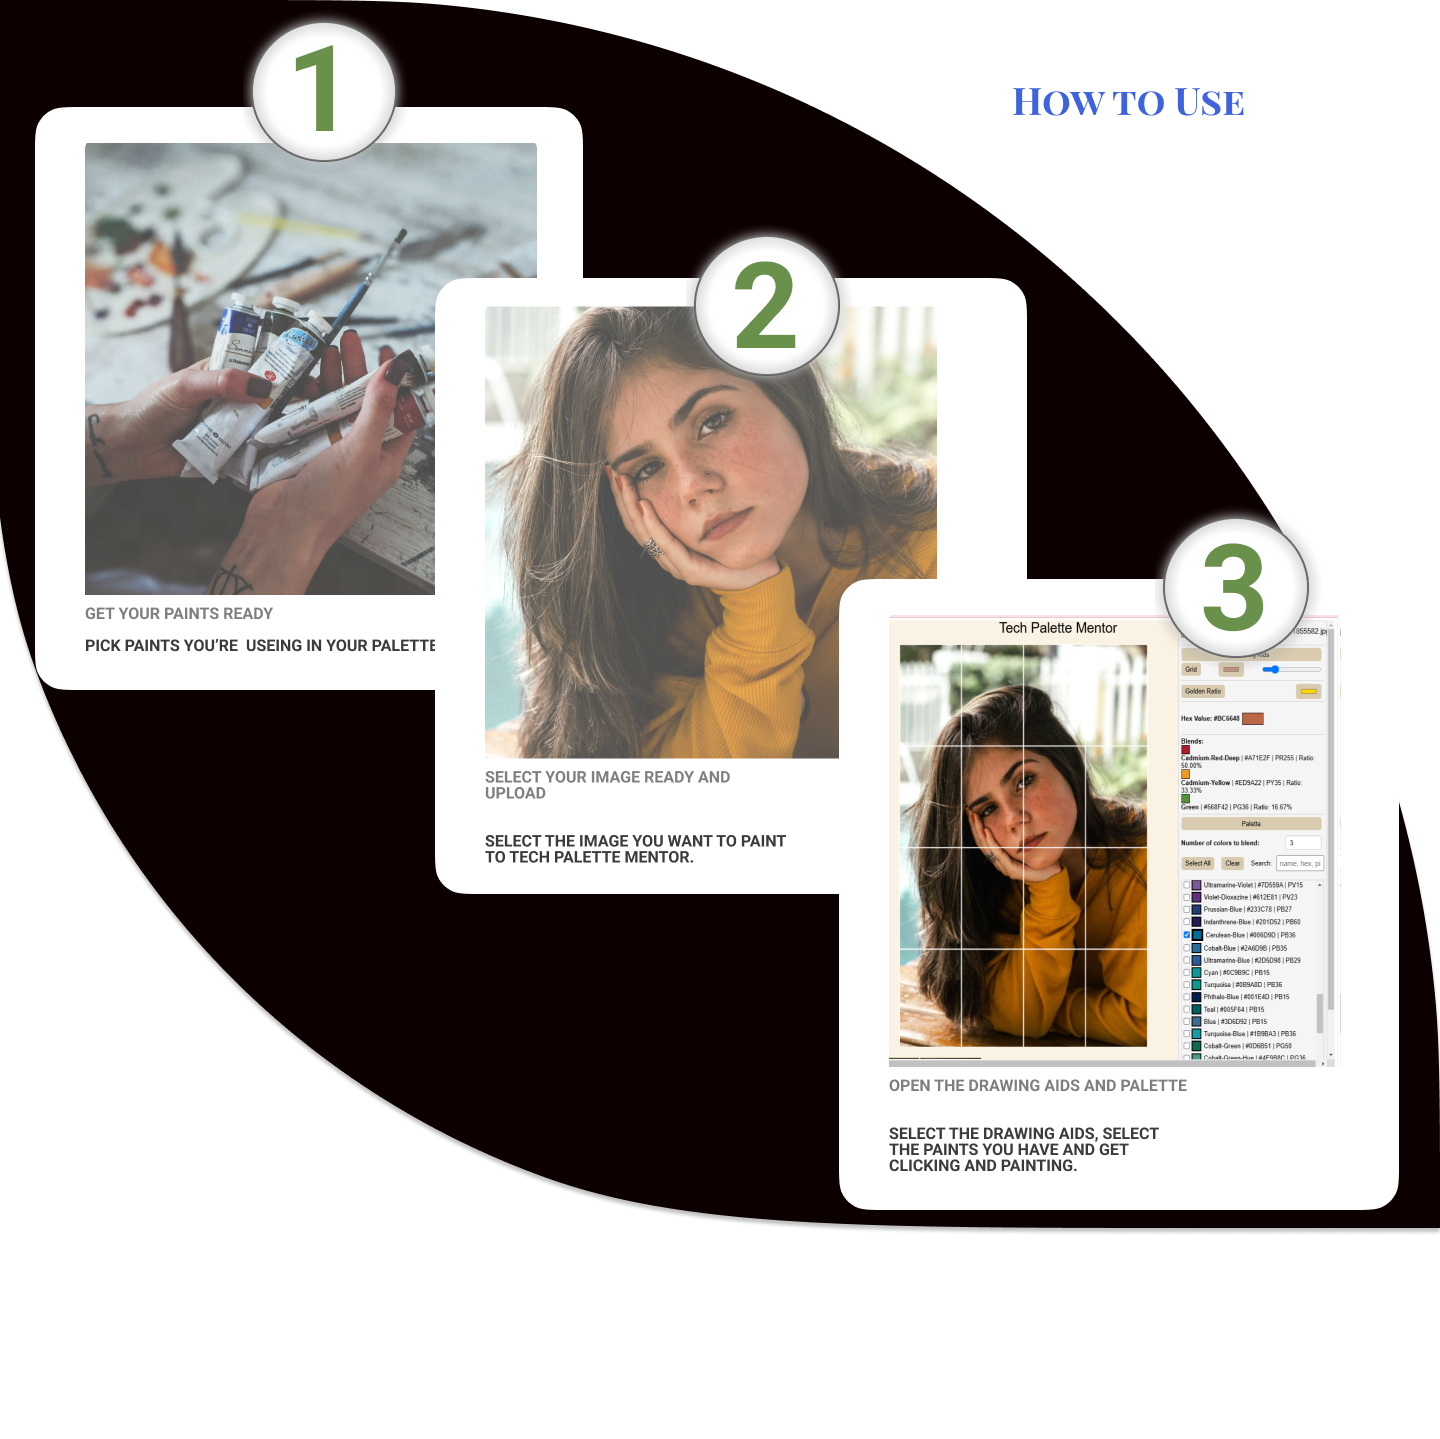 How to Use
1
GET YOUR PAINTS READY
PICK PAINTS YOU'RE USEING IN YOUR PALETTE
2
SELECT YOUR IMAGE READY AND
UPLOAD
SELECT THE IMAGE YOU WANT TO PAINT
TO TECH PALETTE MENTOR.
3
Tech Palette Mentor
1855582.jpg
Grid
Golden Ratio
Hex Value: #BC6648
Blends:
Cadmium-Red-Deep | #A71E2F | PR255 | Ratio:
50.00%
Cadmium-Yellow | #ED9A22 | PY35 | Ratio:
33.33%
Green | #568F42 | PG36 | Ratio: 16.67%
Palette
Number of colors to blend: 3
Select All Clear Search: name, hex, pi
Ultramarine-Violet | #7D559A | PV15
Violet-Dioxazine | #612E81 | PV23
Prussian-Blue | #233C78 | PB27
Indanthrene-Blue | #201D52 | PB60
Cerulean-Blue | #006D9D | PB36
Cobalt-Blue | #2A6D9B | PB35
Ultramarine-Blue | #2D5D98 | PB29
Cyan | #0C9B9C | PB15
Turquoise | #0B9A8D | PB36
Phthalo-Blue | #001E4D | PB15
Teal | #005F64 | PB15
Blue | #3D6D92 | PB15
Turquoise-Blue | #1B9BA3 | PB36
Cobalt-Green | #0D6B51 | PG50
Cobalt-Green-Hue | #4E9B8C | PG36
OPEN THE DRAWING AIDS AND PALETTE
SELECT THE DRAWING AIDS, SELECT
THE PAINTS YOU HAVE AND GET
CLICKING AND PAINTING.